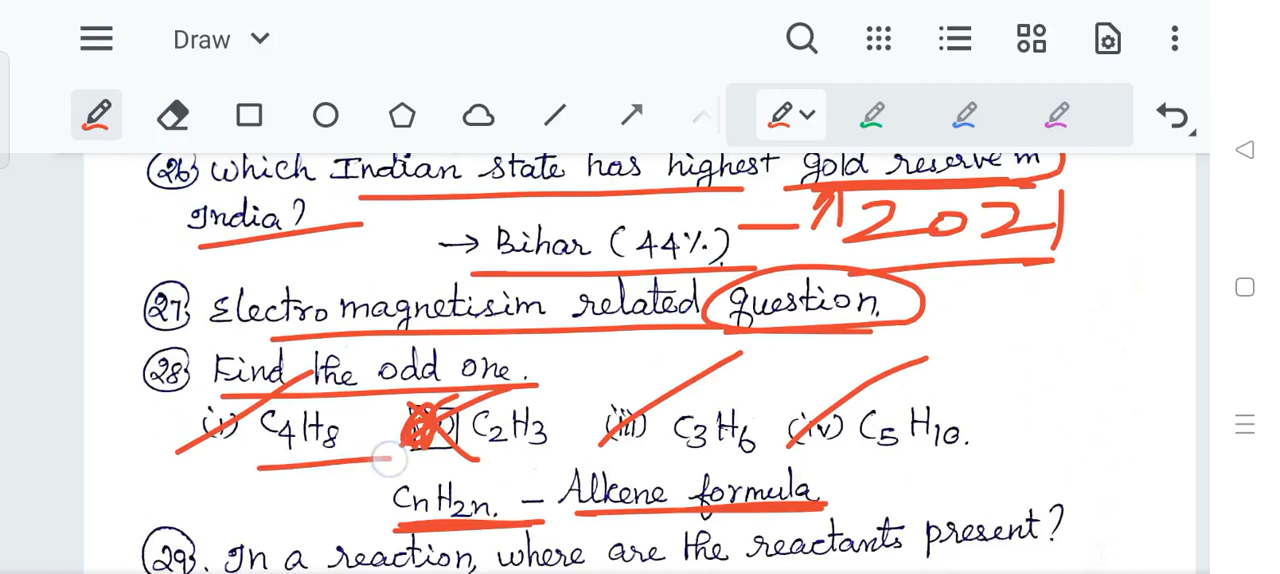 Draw
(26) Which Indian state has highest gold reserve in
India?
→ Bihar (44%) — ↑2021
(27) Electro magnetisim related question.
(28) Find the odd one.
(i) C4H8 C2H3 (iii) C3H6 (iv) C5H10.
CnH2n. – Alkene formula
(29). In a reaction, where are the reactants present?